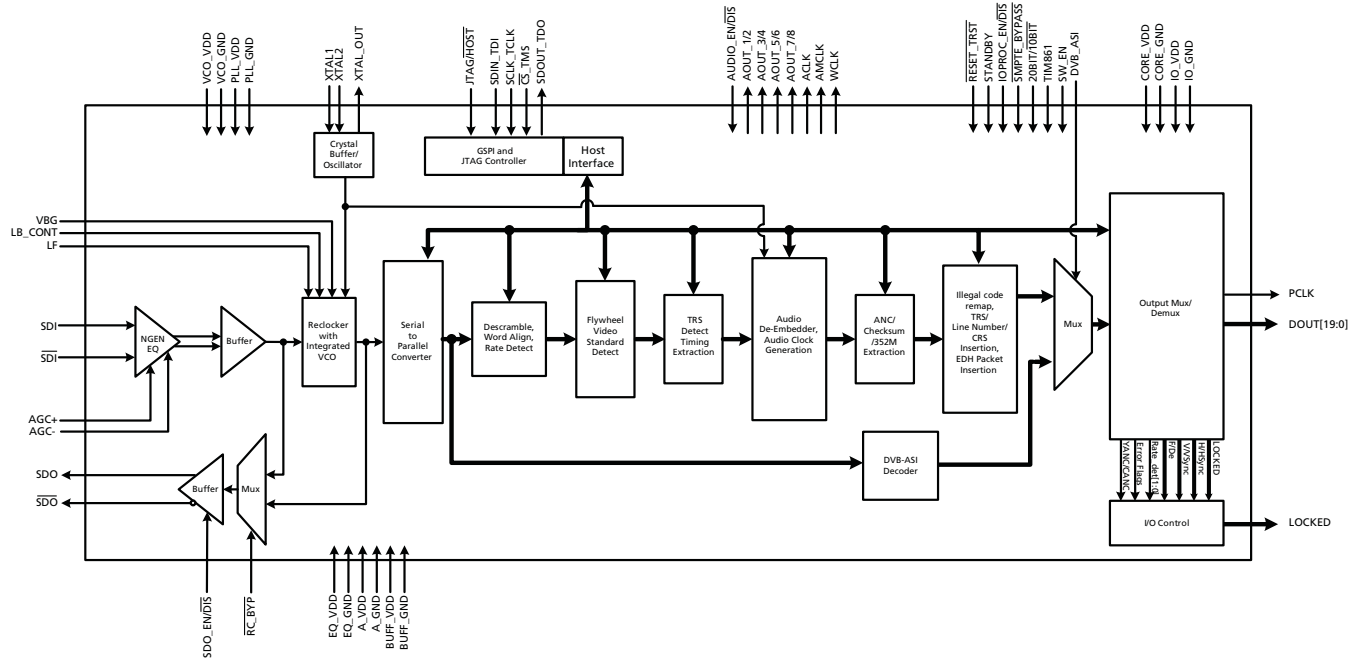 VCO_VDD
VCO_GND
PLL_VDD
PLL_GND
XTAL1
XTAL2
XTAL_OUT
JTAG/HOST
SDIN_TDI
SCLK_TCLK
CS_TMS
SDOUT_TDO
AUDIO_EN/DIS
AOUT_1/2
AOUT_3/4
AOUT_5/6
AOUT_7/8
ACLK
AMCLK
WCLK
RESET_TRST
STANDBY
IOPROC_EN/DIS
SMPTE_BYPASS
20BIT/10BIT
TIM861
SW_EN
DVB_ASI
CORE_VDD
CORE_GND
IO_VDD
IO_GND
Crystal
Buffer/
Oscillator
GSPI and
JTAG Controller
Host
Interface
VBG
LB_CONT
LF
SDI
SDI
AGC+
AGC-
SDO
SDO
NGEN
EQ
Buffer
Reclocker
with
Integrated
VCO
Serial
to
Parallel
Converter
Descramble,
Word Align,
Rate Detect
Flywheel
Video
Standard
Detect
TRS
Detect
Timing
Extraction
Audio
De-Embedder,
Audio Clock
Generation
ANC/
Checksum
/352M
Extraction
Illegal code
remap,
TRS/
Line Number/
CRS
Insertion,
EDH Packet
Insertion
Mux
Output Mux/
Demux
PCLK
DOUT[19:0]
Buffer
Mux
DVB-ASI
Decoder
YANC/CANC
Error Flags
Rate_det[1:0]
F/De
V/VSync
H/HSync
LOCKED
I/O Control
LOCKED
SDO_EN/DIS
RC_BYP
EQ_VDD
EQ_GND
A_VDD
A_GND
BUFF_VDD
BUFF_GND